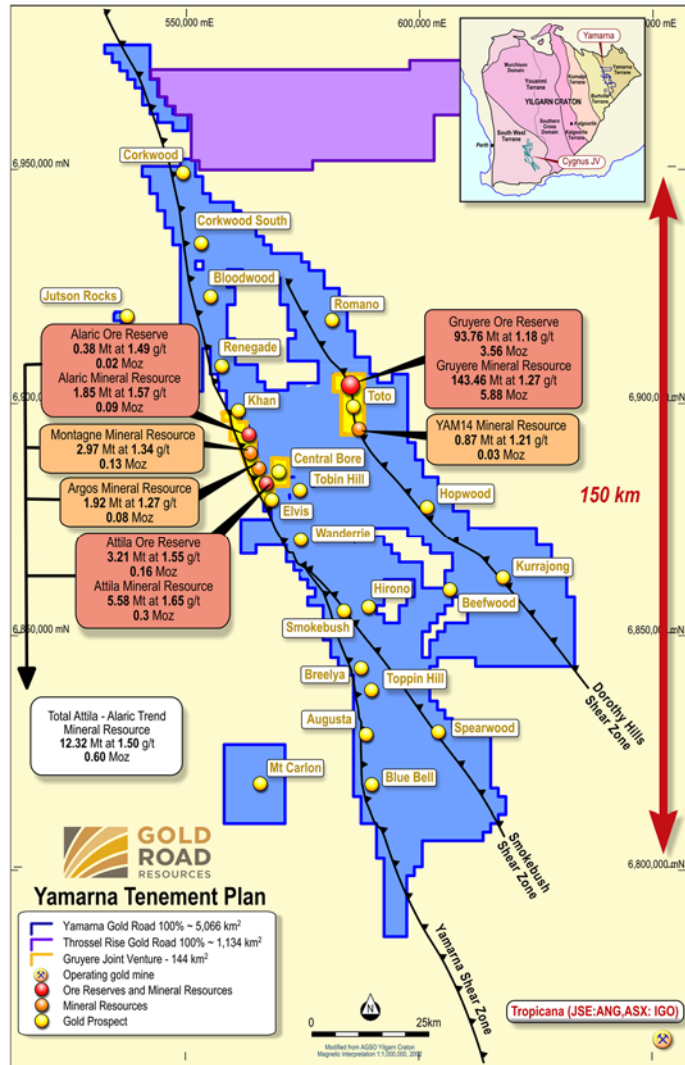 550,000 mE
600,000 mE
Yamarna
Murchison
Domain
Youanmi
Terrane
Kurnalpi
Terrane
Yamarna
Terrane
Burtville
Terrane
YILGARN CRATON
Southern
Cross
Domain
Kalgoorlie
Kalgoorlie
Terrane
South West
Terrane
Perth
Cygnus JV
6,950,000 mN
Corkwood
Corkwood South
Bloodwood
Jutson Rocks
Romano
Alaric Ore Reserve
0.38 Mt at 1.49 g/t
0.02 Moz
Alaric Mineral Resource
1.85 Mt at 1.57 g/t
0.09 Moz
Renegade
Gruyere Ore Reserve
93.76 Mt at 1.18 g/t
3.56 Moz
Gruyere Mineral Resource
143.46 Mt at 1.27 g/t
5.88 Moz
6,900,000 mN
6,900,000 mN
Khan
Toto
Montagne Mineral Resource
2.97 Mt at 1.34 g/t
0.13 Moz
YAM14 Mineral Resource
0.87 Mt at 1.21 g/t
0.03 Moz
Central Bore
Tobin Hill
Argos Mineral Resource
1.92 Mt at 1.27 g/t
0.08 Moz
Elvis
Hopwood
150 km
Attila Ore Reserve
3.21 Mt at 1.55 g/t
0.16 Moz
Attila Mineral Resource
5.58 Mt at 1.65 g/t
0.3 Moz
Wanderrie
Kurrajong
Hirono
Beefwood
Smokebush
6,850,000 mN
6,850,000 mN
Breelya
Toppin Hill
Dorothy Hills
Shear Zone
Total Attila - Alaric Trend
Mineral Resource
12.32 Mt at 1.50 g/t
0.60 Moz
Augusta
Spearwood
Mt Carlon
Blue Bell
Smokebush
Shear Zone
GOLD
ROAD
RESOURCES
6,800,000 mN
Yamarna Tenement Plan
Yamarna Gold Road 100% ~ 5,066 km²
Throssel Rise Gold Road 100% ~ 1,134 km²
Gruyere Joint Venture - 144 km²
Operating gold mine
Ore Reserves and Mineral Resources
Mineral Resources
Gold Prospect
Yamarna Shear Zone
N
0
25km
Modified from AGSO Yilgarn Craton
Magnetic Interpretation 1:1,000,000, 2002
Tropicana (JSE:ANG,ASX: IGO)